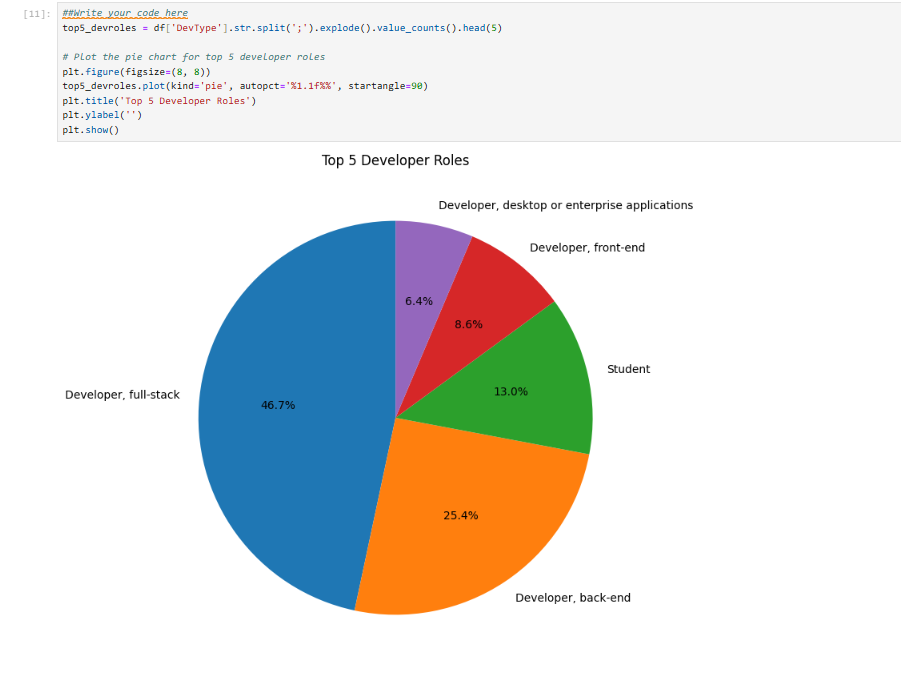 [11]:
##Write your code here
top5_devroles = df['DevType'].str.split(';').explode().value_counts().head(5)
# Plot the pie chart for top 5 developer roles
plt.figure(figsize=(8, 8))
top5_devroles.plot(kind='pie', autopct='%1.1f%%', startangle=90)
plt.title('Top 5 Developer Roles')
plt.ylabel('')
plt.show()
Top 5 Developer Roles
Developer, desktop or enterprise applications
Developer, front-end
6.4%
8.6%
Student
13.0%
Developer, full-stack
46.7%
25.4%
Developer, back-end